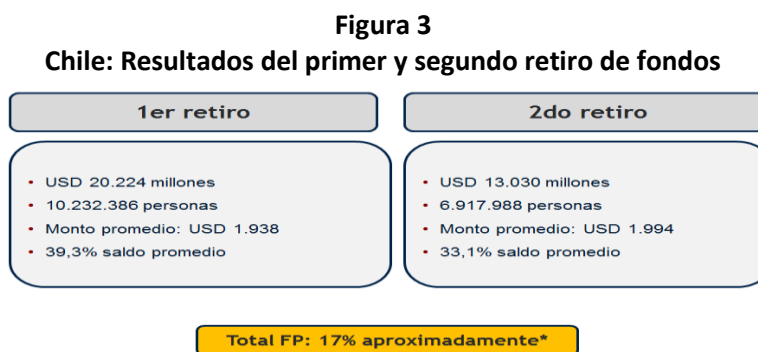 Figura 3
Chile: Resultados del primer y segundo retiro de fondos
1er retiro
• USD 20.224 millones
• 10.232.386 personas
• Monto promedio: USD 1.938
• 39,3% saldo promedio
2do retiro
• USD 13.030 millones
• 6.917.988 personas
• Monto promedio: USD 1.994
• 33,1% saldo promedio
Total FP: 17% aproximadamente*